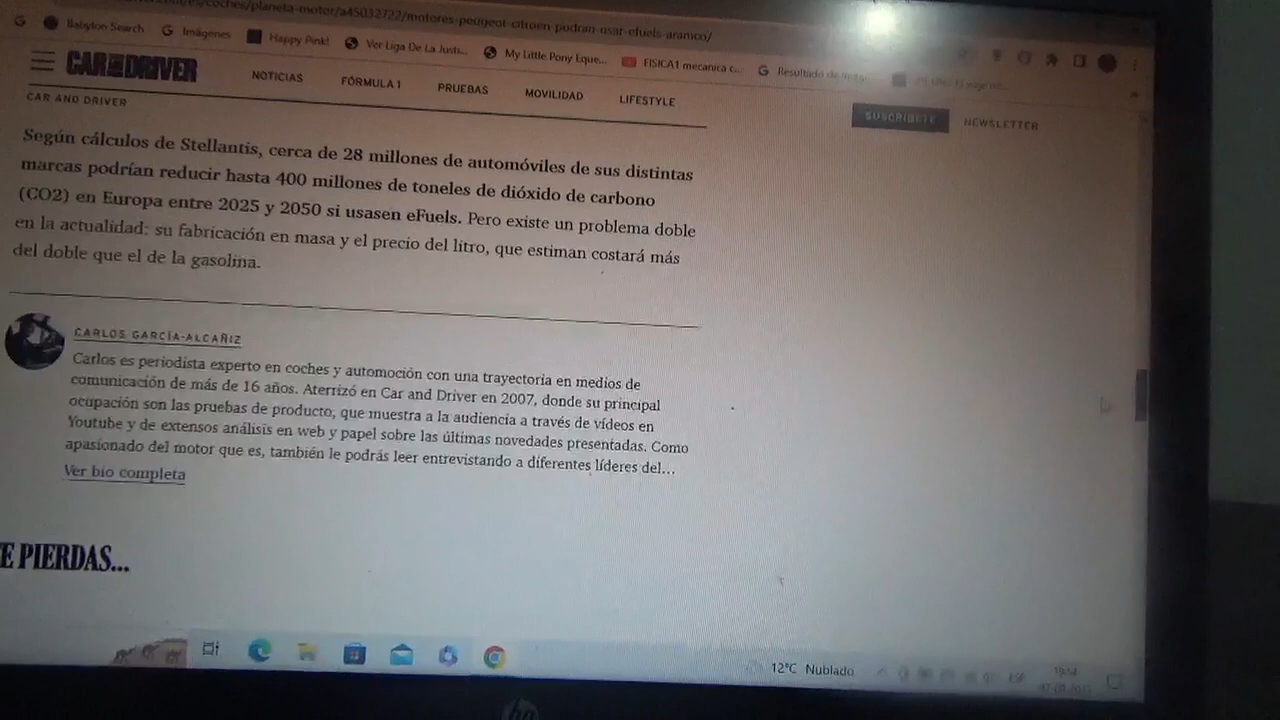 /es/coches/planeta-motor/a45032722/motores-peugeot-citroen-podran-usar-efuels-aramco/
Babylon Search Imágenes Happy Pink! Ver Liga De La Justi... My Little Pony Eque... FISICA1 mecanica c... Resultado de
CAR AND DRIVER NOTICIAS FÓRMULA 1 PRUEBAS MOVILIDAD LIFESTYLE SUSCRÍBETE NEWSLETTER
CAR AND DRIVER
Según cálculos de Stellantis, cerca de 28 millones de automóviles de sus distintas
marcas podrían reducir hasta 400 millones de toneles de dióxido de carbono
(CO2) en Europa entre 2025 y 2050 si usasen eFuels. Pero existe un problema doble
en la actualidad: su fabricación en masa y el precio del litro, que estiman costará más
del doble que el de la gasolina.
CARLOS GARCÍA-ALCAÑIZ
Carlos es periodista experto en coches y automoción con una trayectoria en medios de
comunicación de más de 16 años. Aterrizó en Car and Driver en 2007, donde su principal
ocupación son las pruebas de producto, que muestra a la audiencia a través de vídeos en
Youtube y de extensos análisis en web y papel sobre las últimas novedades presentadas. Como
apasionado del motor que es, también le podrás leer entrevistando a diferentes líderes del...
Ver bio completa
E PIERDAS...
12°C Nublado
hp